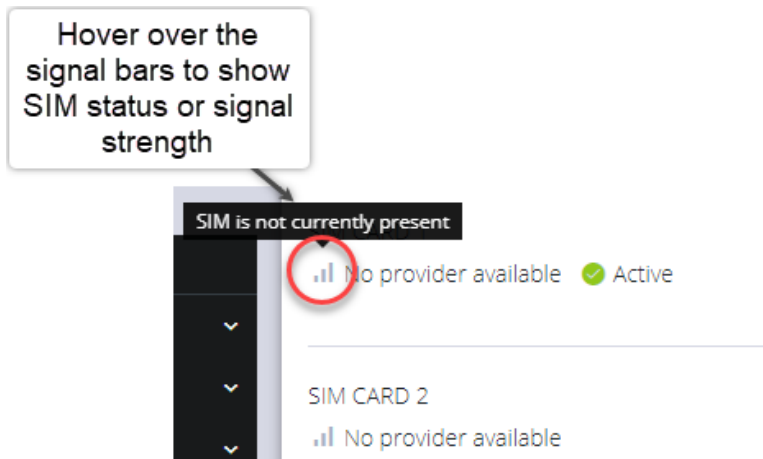 Hover over the
signal bars to show
SIM status or signal
strength
SIM is not currently present
No provider available Active
SIM CARD 2
No provider available